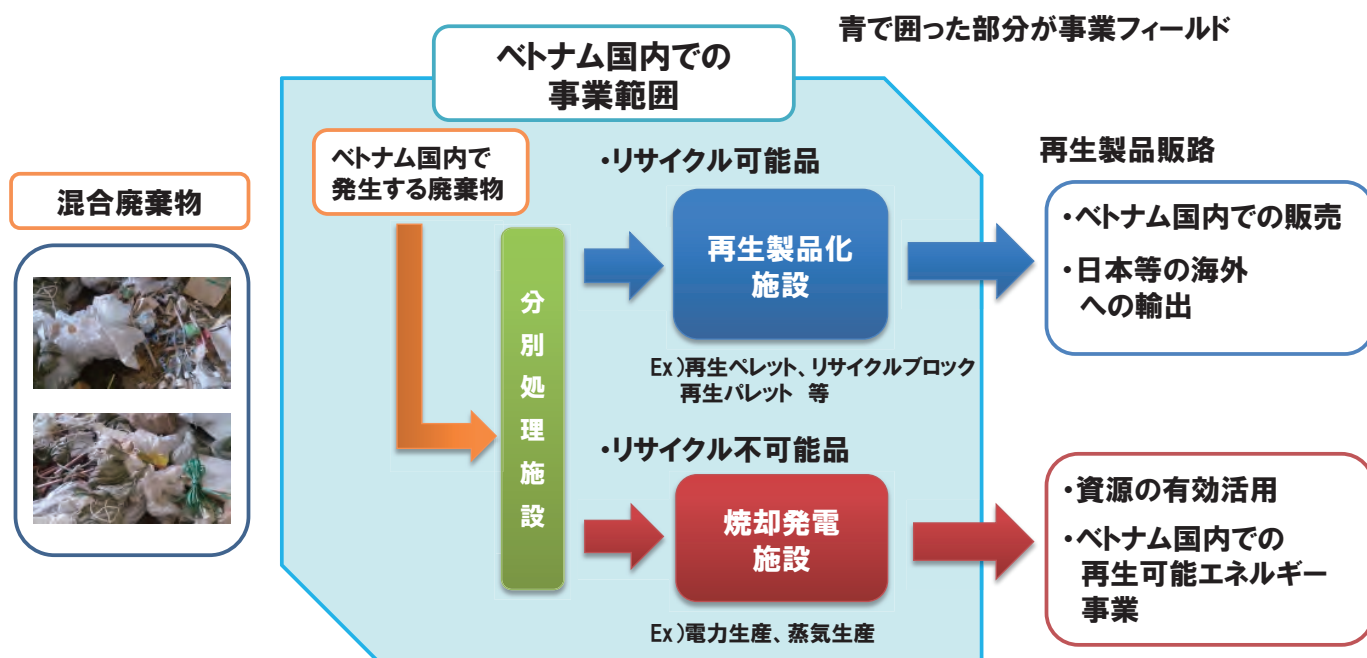 青で囲った部分が事業フィールド
ベトナム国内での
事業範囲
混合廃棄物
ベトナム国内で
発生する廃棄物
分別処理施設
・リサイクル可能品
再生製品化
施設
Ex)再生ペレット、リサイクルブロック
再生パレット 等
・リサイクル不可能品
焼却発電
施設
Ex)電力生産、蒸気生産
再生製品販路
・ベトナム国内での販売
・日本等の海外
への輸出
・資源の有効活用
・ベトナム国内での
再生可能エネルギー
事業